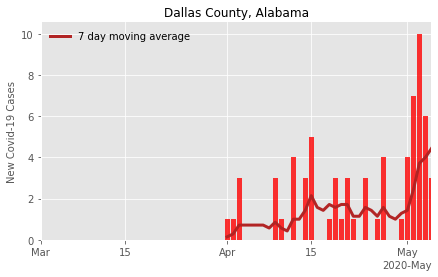 Dallas County, Alabama
7 day moving average
New Covid-19 Cases
10
8
6
4
2
0
Mar
15
Apr
15
May
2020-May